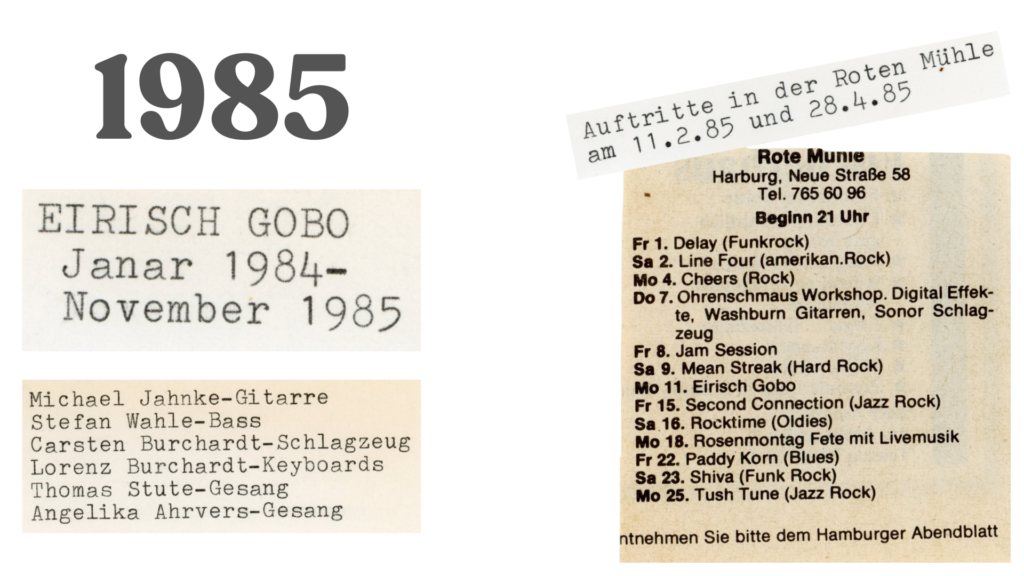 1985
EIRISCH GOBO
Janar 1984-
November 1985
Michael Jahnke-Gitarre
Stefan Wahle-Bass
Carsten Burchardt-Schlagzeug
Lorenz Burchardt-Keyboards
Thomas Stute-Gesang
Angelika Ahrvers-Gesang
Auftritte in der Roten Mühle
am 11.2.85 und 28.4.85
Rote Mühle
Harburg, Neue Straße 58
Tel. 765 60 96
Beginn 21 Uhr
Fr 1. Delay (Funkrock)
Sa 2. Line Four (amerikan.Rock)
Mo 4. Cheers (Rock)
Do 7. Ohrenschmaus Workshop. Digital Effek-
te, Washburn Gitarren, Sonor Schlag-
zeug
Fr 8. Jam Session
Sa 9. Mean Streak (Hard Rock)
Mo 11. Eirisch Gobo
Fr 15. Second Connection (Jazz Rock)
Sa 16. Rocktime (Oldies)
Mo 18. Rosenmontag Fete mit Livemusik
Fr 22. Paddy Korn (Blues)
Sa 23. Shiva (Funk Rock)
Mo 25. Tush Tune (Jazz Rock)
ntnehmen Sie bitte dem Hamburger Abendblatt